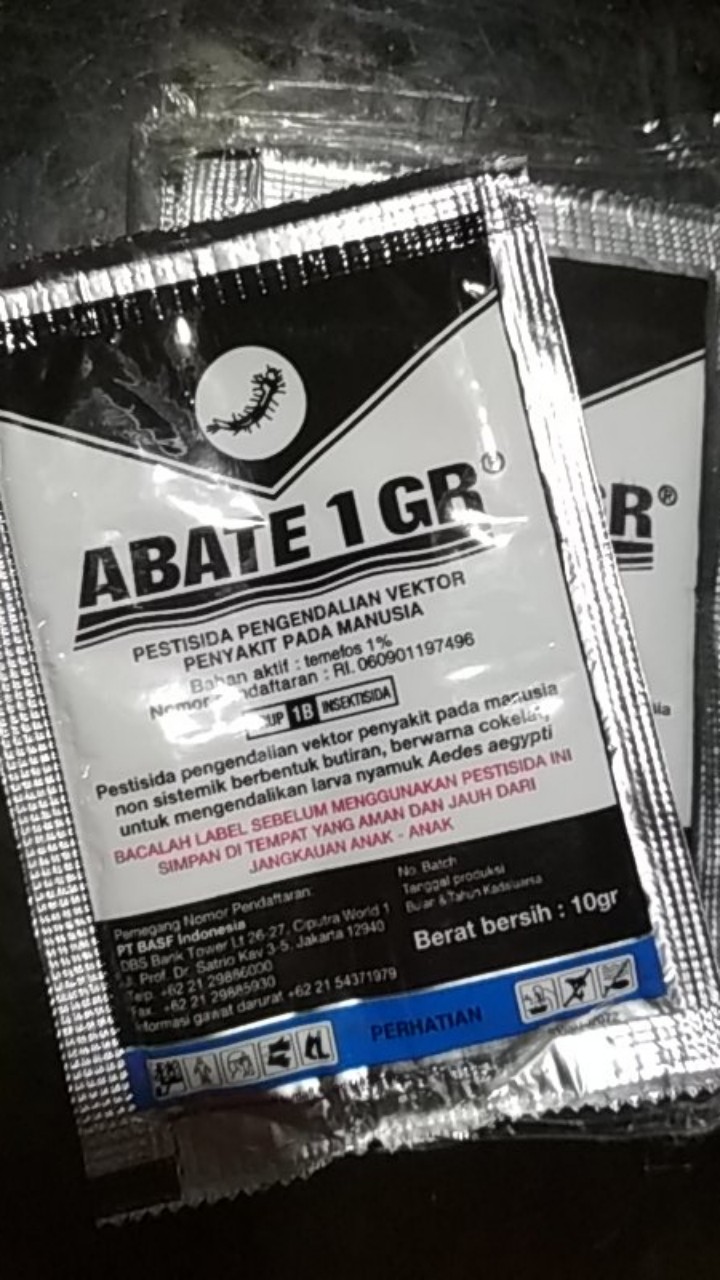 ABATE 1 GR®
PESTISIDA PENGENDALIAN VEKTOR
PENYAKIT PADA MANUSIA
Bahan aktif : temefos 1%
RI. 060901197496
1B INSEKTISIDA
Pestisida pengendalian vektor penyakit pada manusia
non sistemik berbentuk butiran, berwarna cokelat,
untuk mengendalikan larva nyamuk Aedes aegypti
BACALAH LABEL SEBELUM MENGGUNAKAN PESTISIDA INI
SIMPAN DI TEMPAT YANG AMAN DAN JAUH DARI
JANGKAUAN ANAK - ANAK
Pemegang Nomor Pendaftaran:
PT BASF Indonesia
DBS Bank Tower Lt 26-27, Ciputra World 1
Jl. Prof. Dr. Satrio Kav 3-5, Jakarta 12940
Telp. +62 21 29886000
Fax. +62 21 29885930
Informasi gawat darurat +62 21 54371979
No. Batch
Tanggal produksi
Bulan & Tahun Kadaluarsa
Berat bersih : 10gr
PERHATIAN
R®